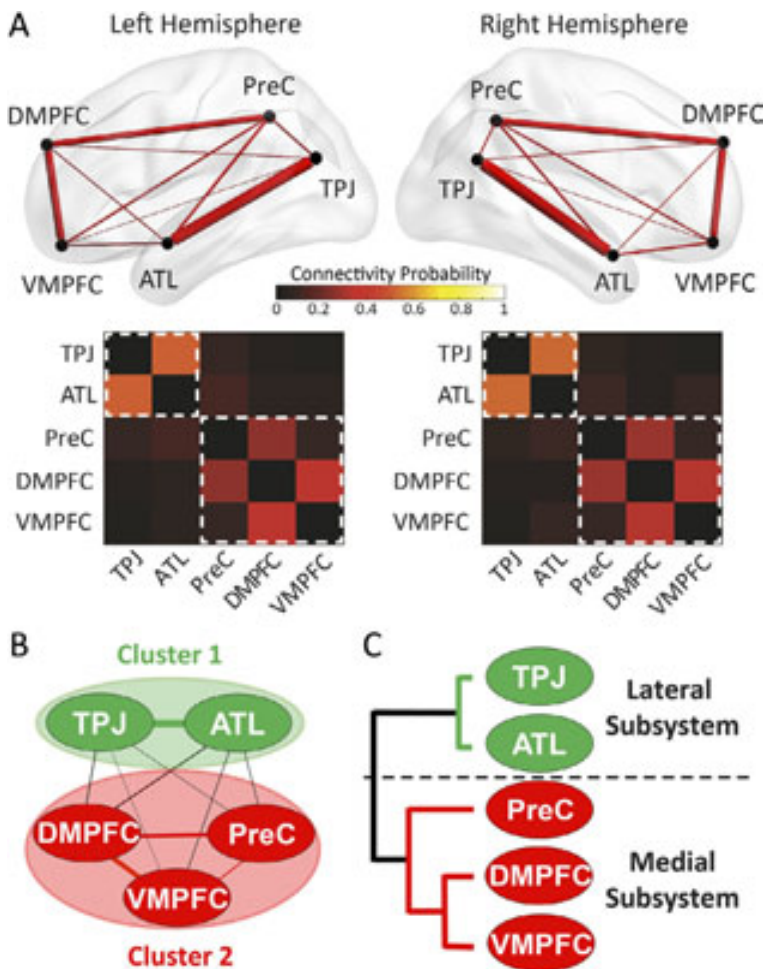 A
Left Hemisphere
Right Hemisphere
PreC
PreC
DMPFC
DMPFC
TPJ
TPJ
VMPFC
ATL
ATL
VMPFC
Connectivity Probability
0 0.2 0.4 0.6 0.8 1
TPJ
ATL
PreC
DMPFC
VMPFC
TPJ ATL PreC DMPFC VMPFC
TPJ
ATL
PreC
DMPFC
VMPFC
TPJ ATL PreC DMPFC VMPFC
B
Cluster 1
TPJ ATL
DMPFC PreC
VMPFC
Cluster 2
C
TPJ
ATL
Lateral
Subsystem
PreC
DMPFC
VMPFC
Medial
Subsystem